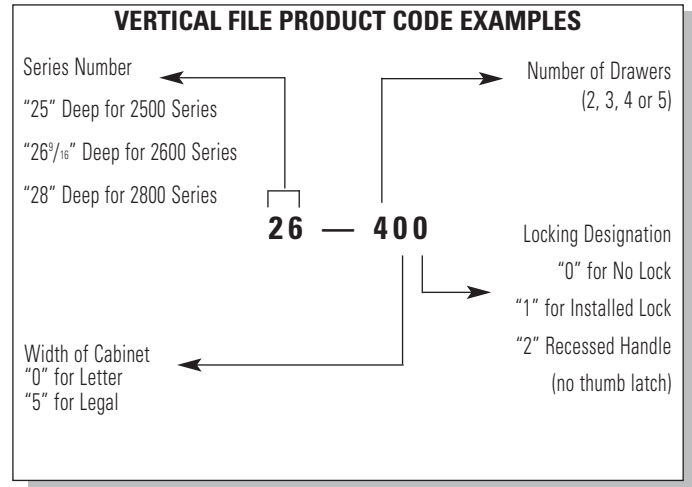 VERTICAL FILE PRODUCT CODE EXAMPLES
Series Number
“25” Deep for 2500 Series
“26⁹/₁₆” Deep for 2600 Series
“28” Deep for 2800 Series
Number of Drawers
(2, 3, 4 or 5)
26 — 400
Locking Designation
“0” for No Lock
“1” for Installed Lock
“2” Recessed Handle
(no thumb latch)
Width of Cabinet
“0” for Letter
“5” for Legal